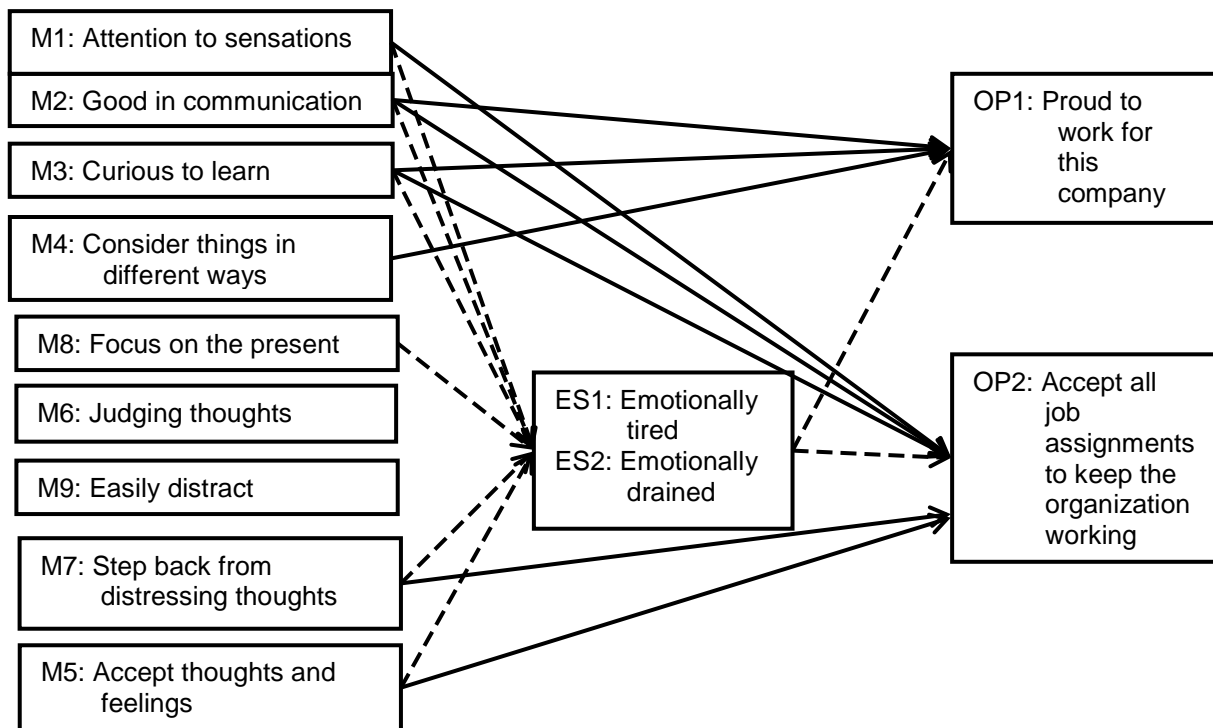 M1: Attention to sensations
M2: Good in communication
M3: Curious to learn
M4: Consider things in
different ways
M8: Focus on the present
M6: Judging thoughts
M9: Easily distract
M7: Step back from
distressing thoughts
M5: Accept thoughts and
feelings
ES1: Emotionally
tired
ES2: Emotionally
drained
OP1: Proud to
work for
this
company
OP2: Accept all
job
assignments
to keep the
organization
working